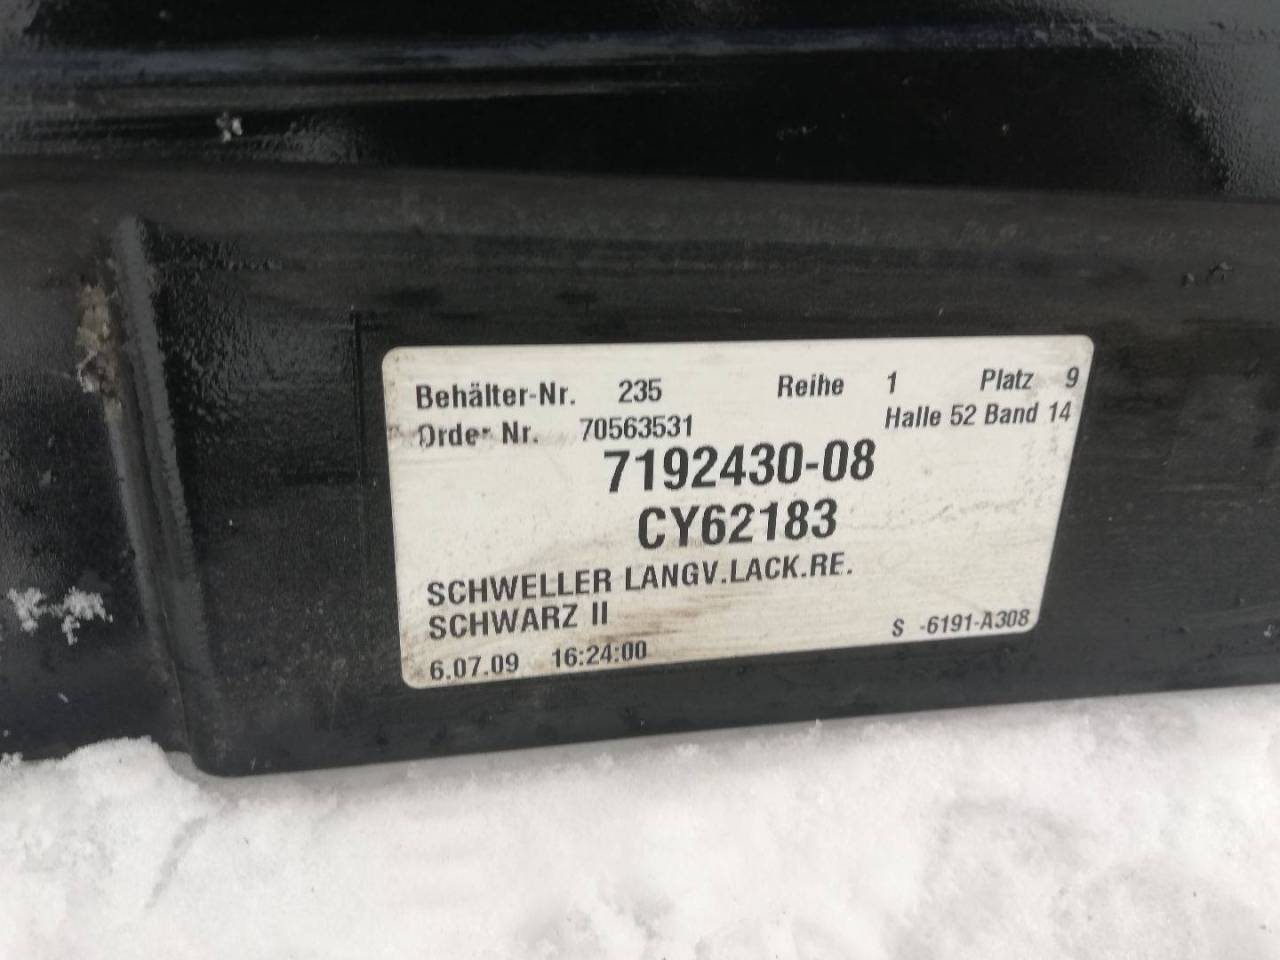 Behälter-Nr. 235 Reihe 1 Platz 9
Order Nr. 70563531 Halle 52 Band 14
7192430-08
CY62183
SCHWELLER LANGV.LACK.RE.
SCHWARZ II
6.07.09 16:24:00 S -6191-A308